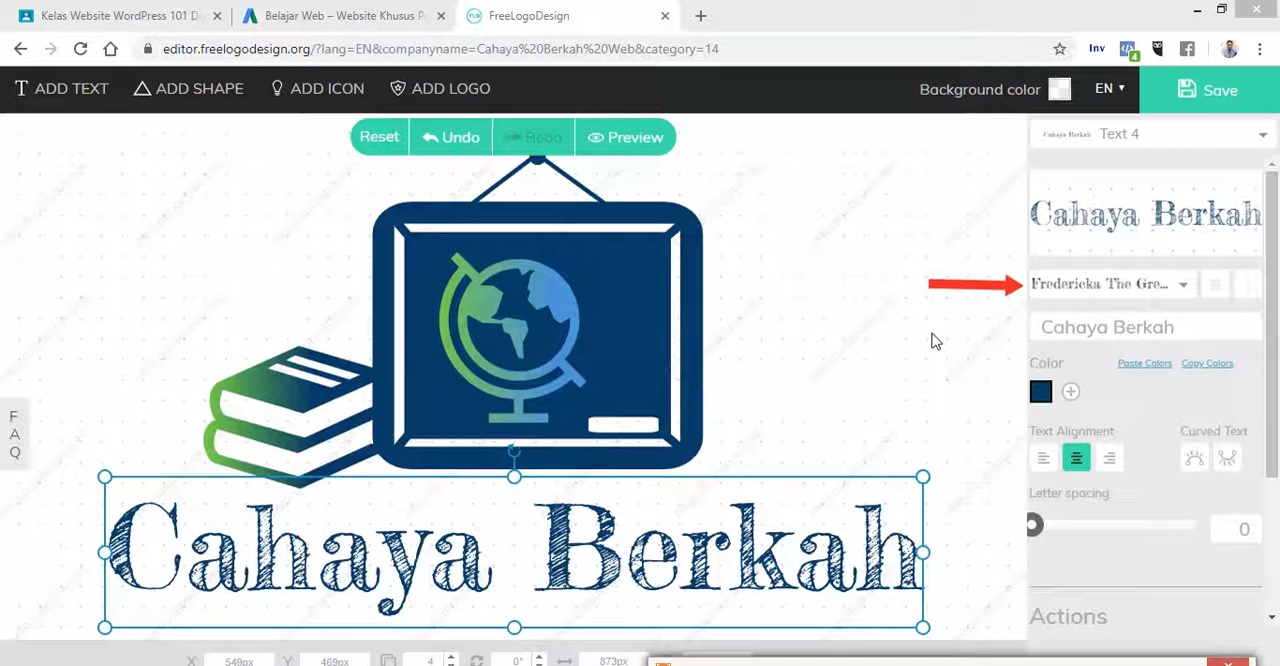 Kelas Website WordPress 101 Di
Belajar Web – Website Khusus P
FreeLogoDesign
editor.freelogodesign.org/?lang=EN&companyname=Cahaya%20Berkah%20Web&category=14
Inv
4
ADD TEXT
ADD SHAPE
ADD ICON
ADD LOGO
Background color
EN
Save
Reset
Undo
Redo
Preview
Cahaya Berkah
Text 4
Cahaya Berkah
Fredericka The Gre...
Cahaya Berkah
Color
Paste Colors
Copy Colors
FAQ
Text Alignment
Curved Text
Letter spacing
0
Cahaya Berkah
Actions
X:
549px
Y:
469px
4
0°
873px